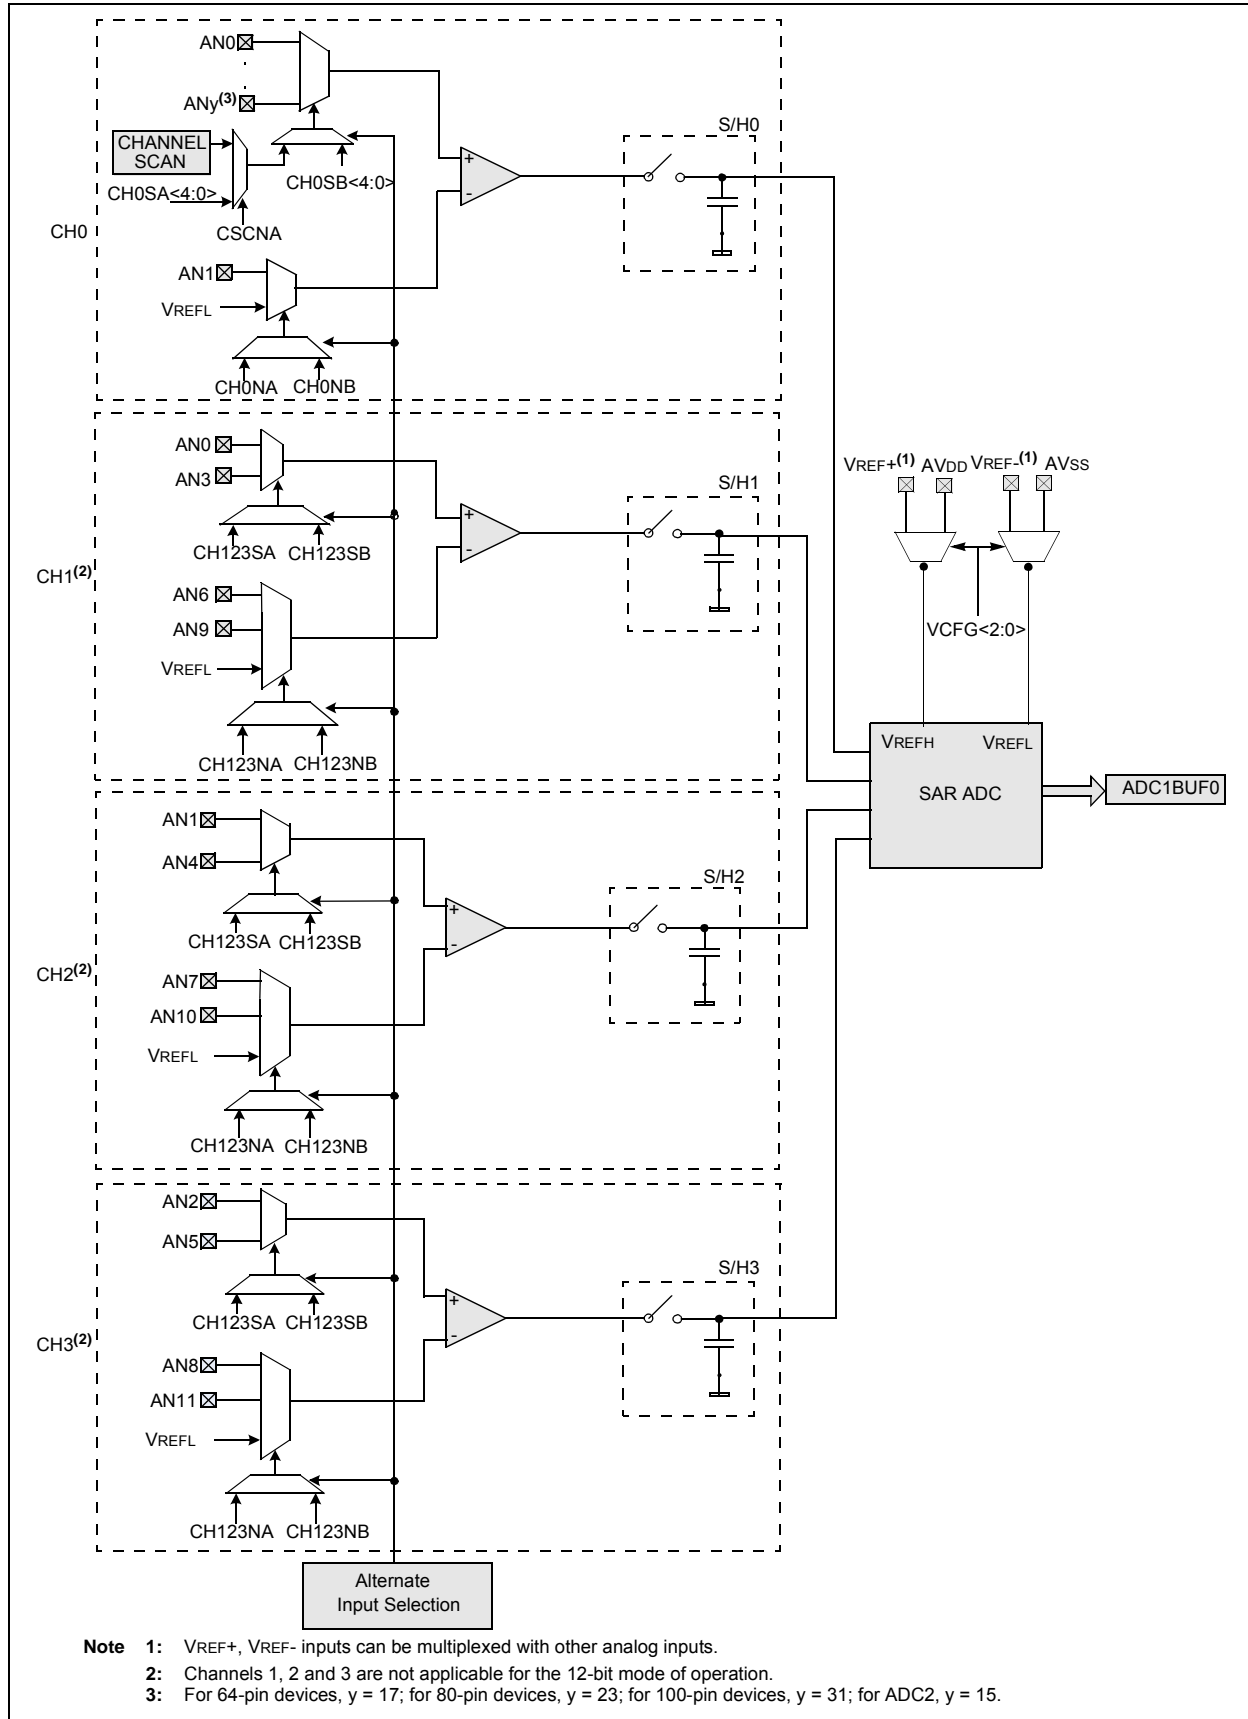 AN0
ANy(3)
CHANNEL
SCAN
CH0SA<4:0>
CH0SB<4:0>
CSCNA
CH0
AN1
VREFL
CH0NA
CH0NB
+
-
S/H0
AN0
AN3
CH123SA
CH123SB
CH1(2)
AN6
AN9
VREFL
CH123NA
CH123NB
+
-
S/H1
VREF+(1) AVDD VREF-(1) AVSS
VCFG<2:0>
VREFH
VREFL
SAR ADC
ADC1BUF0
AN1
AN4
CH123SA
CH123SB
CH2(2)
AN7
AN10
VREFL
CH123NA
CH123NB
+
-
S/H2
AN2
AN5
CH123SA
CH123SB
CH3(2)
AN8
AN11
VREFL
CH123NA
CH123NB
+
-
S/H3
Alternate
Input Selection
Note 1: VREF+, VREF- inputs can be multiplexed with other analog inputs.
2: Channels 1, 2 and 3 are not applicable for the 12-bit mode of operation.
3: For 64-pin devices, y = 17; for 80-pin devices, y = 23; for 100-pin devices, y = 31; for ADC2, y = 15.